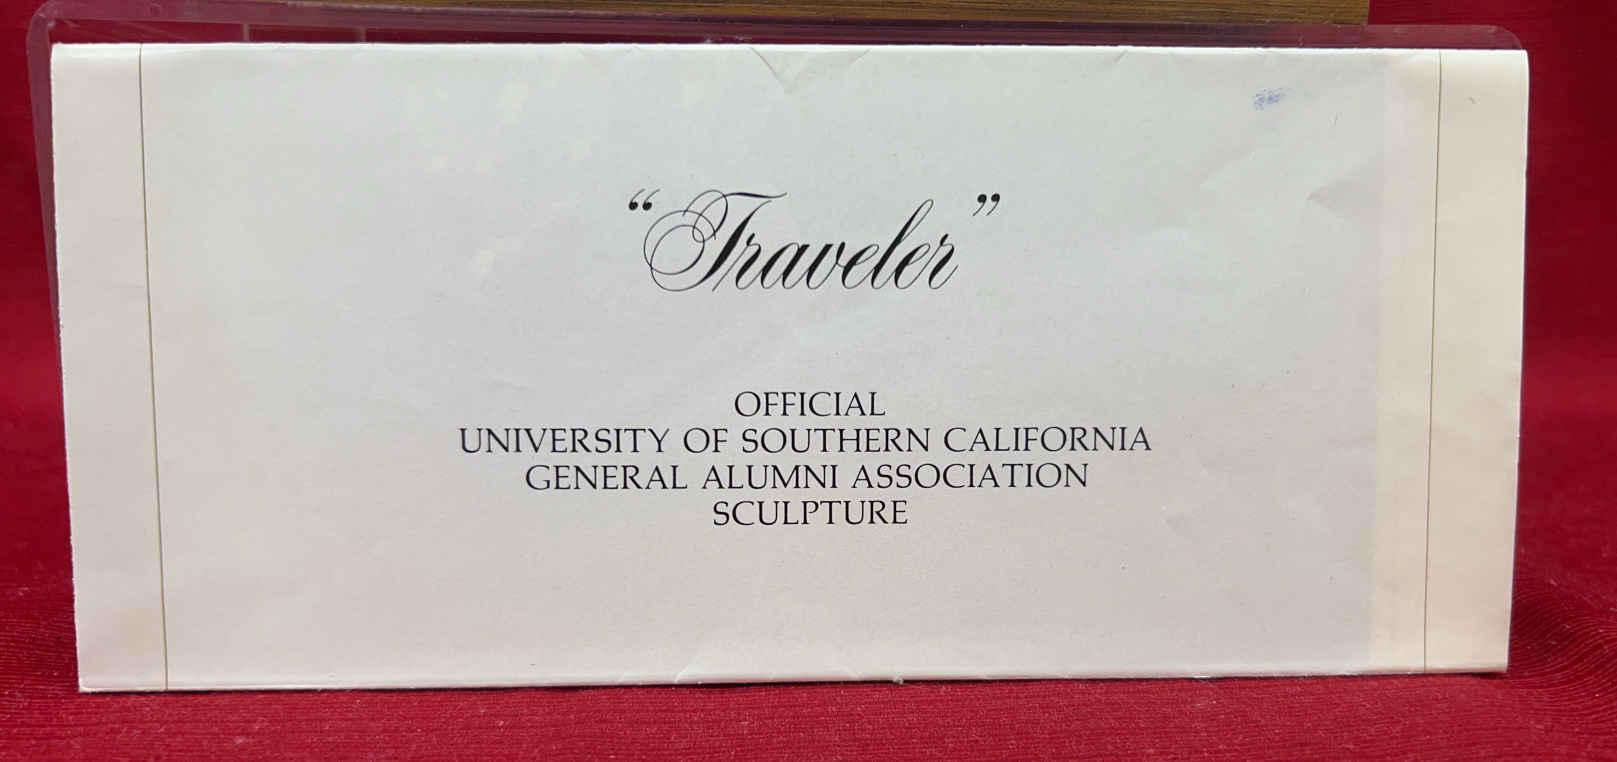 “Traveler”
OFFICIAL
UNIVERSITY OF SOUTHERN CALIFORNIA
GENERAL ALUMNI ASSOCIATION
SCULPTURE